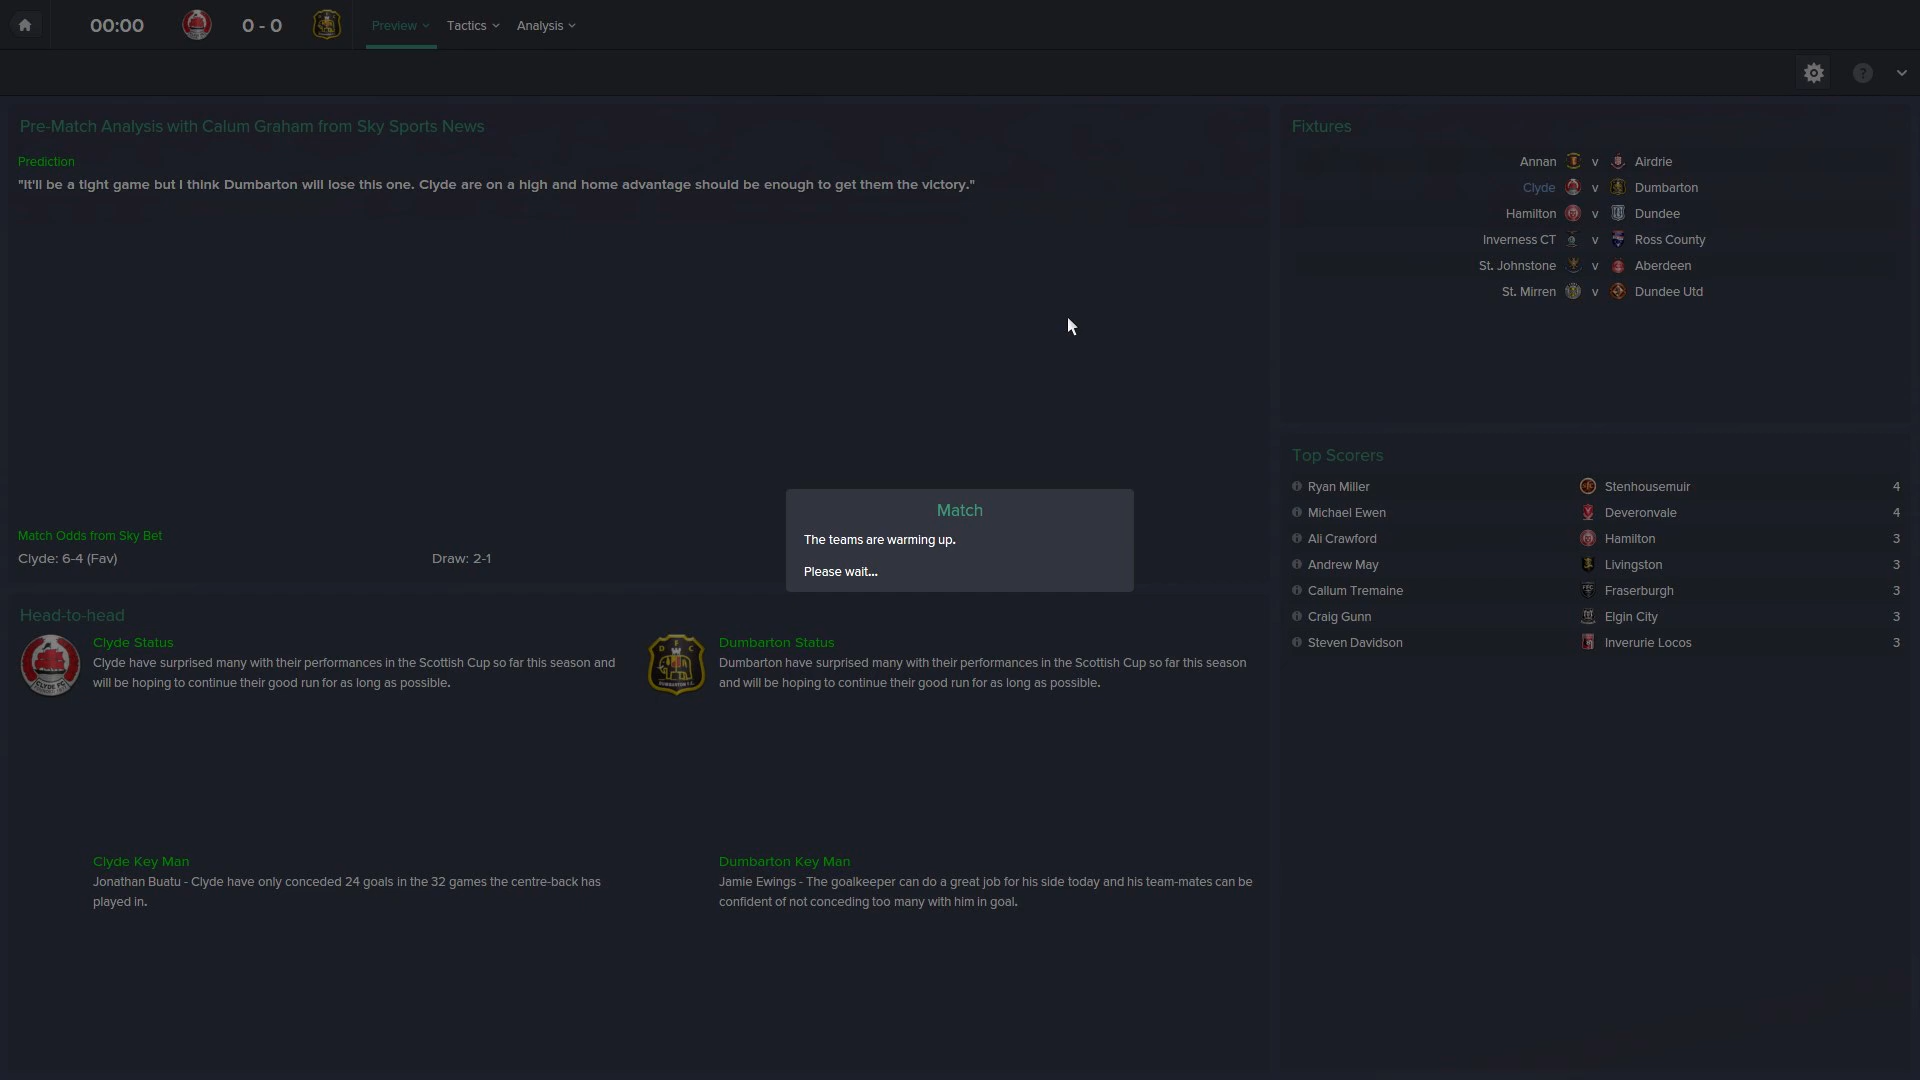 00:00
0 - 0
Preview
Tactics
Analysis
?
Pre-Match Analysis with Calum Graham from Sky Sports News
Prediction
"It'll be a tight game but I think Dumbarton will lose this one. Clyde are on a high and home advantage should be enough to get them the victory."
Match Odds from Sky Bet
Clyde: 6-4 (Fav)
Draw: 2-1
Match
The teams are warming up.
Please wait...
Head-to-head
Clyde Status
Clyde have surprised many with their performances in the Scottish Cup so far this season and
will be hoping to continue their good run for as long as possible.
Dumbarton Status
Dumbarton have surprised many with their performances in the Scottish Cup so far this season
and will be hoping to continue their good run for as long as possible.
Clyde Key Man
Jonathan Buatu - Clyde have only conceded 24 goals in the 32 games the centre-back has
played in.
Dumbarton Key Man
Jamie Ewings - The goalkeeper can do a great job for his side today and his team-mates can be
confident of not conceding too many with him in goal.
Fixtures
Annan v Airdrie
Clyde v Dumbarton
Hamilton v Dundee
Inverness CT v Ross County
St. Johnstone v Aberdeen
St. Mirren v Dundee Utd
Top Scorers
Ryan Miller Stenhousemuir 4
Michael Ewen Deveronvale 4
Ali Crawford Hamilton 3
Andrew May Livingston 3
Callum Tremaine Fraserburgh 3
Craig Gunn Elgin City 3
Steven Davidson Inverurie Locos 3